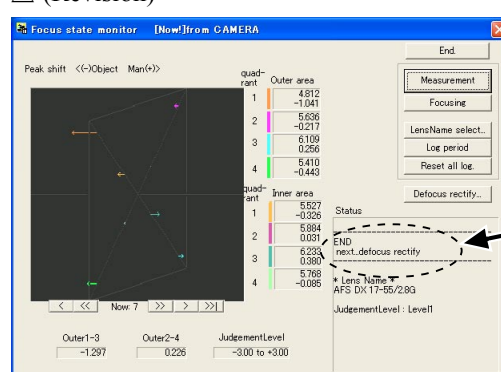 (Revision)
Focus state monitor [Now!]from CAMERA
End.
Peak shift <(-)Object Man(+)>
quad-
rant Outer area
1 4.812
-1.041
2 5.636
-0.217
3 6.109
0.256
4 5.410
-0.443
quad-
rant Inner area
1 5.527
-0.326
2 5.884
0.031
3 6.233
0.380
4 5.768
-0.085
Measurement
Focusing
LensName select..
Log period
Reset all log.
Defocus rectify...
Status
END
next..defocus rectify
* Lens Name *
AFS DX 17-55/2.8G
JudgementLevel : Level1
< << Now: 7 >> > >>|
Outer1-3 Outer2-4 JudgementLevel
-1.297 0.226 -3.00 to +3.00